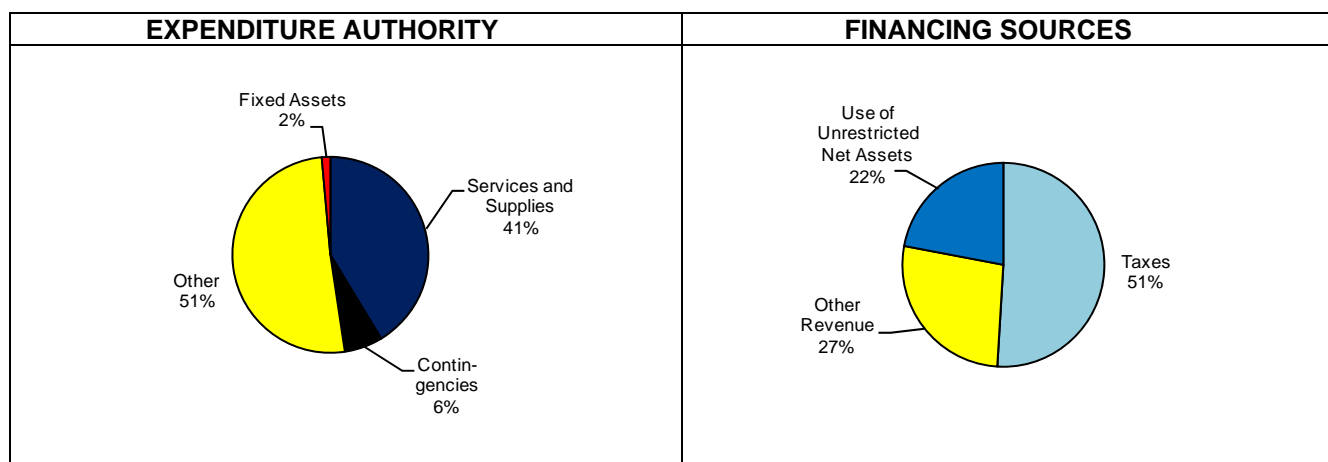 EXPENDITURE AUTHORITY
Fixed Assets
2%
Services and
Supplies
41%
Other
51%
Contin-
gencies
6%
FINANCING SOURCES
Use of
Unrestricted
Net Assets
22%
Taxes
51%
Other
Revenue
27%